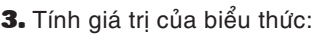 3. Tính giá trị của biểu thức: